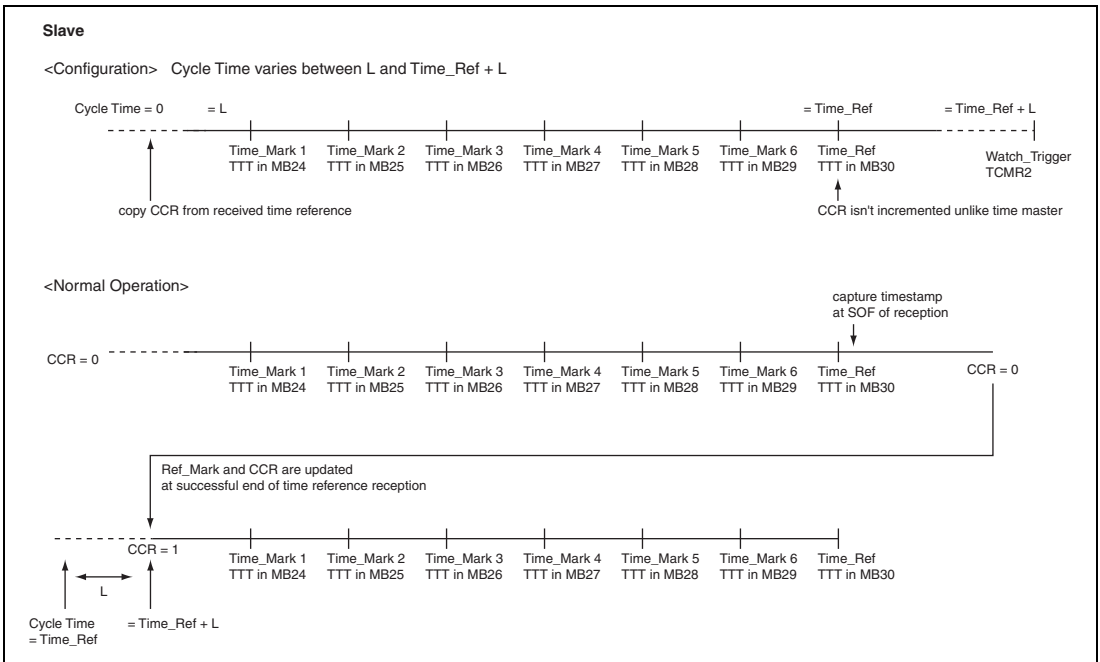 Slave
<Configuration> Cycle Time varies between L and Time_Ref + L
Cycle Time = 0 = L = Time_Ref = Time_Ref + L
Time_Mark 1 Time_Mark 2 Time_Mark 3 Time_Mark 4 Time_Mark 5 Time_Mark 6 Time_Ref
TTT in MB24 TTT in MB25 TTT in MB26 TTT in MB27 TTT in MB28 TTT in MB29 TTT in MB30
Watch_Trigger
TCMR2
copy CCR from received time reference
CCR isn't incremented unlike time master
<Normal Operation>
capture timestamp
at SOF of reception
CCR = 0
Time_Mark 1 Time_Mark 2 Time_Mark 3 Time_Mark 4 Time_Mark 5 Time_Mark 6 Time_Ref
TTT in MB24 TTT in MB25 TTT in MB26 TTT in MB27 TTT in MB28 TTT in MB29 TTT in MB30
CCR = 0
Ref_Mark and CCR are updated
at successful end of time reference reception
CCR = 1
Time_Mark 1 Time_Mark 2 Time_Mark 3 Time_Mark 4 Time_Mark 5 Time_Mark 6 Time_Ref
TTT in MB24 TTT in MB25 TTT in MB26 TTT in MB27 TTT in MB28 TTT in MB29 TTT in MB30
L
Cycle Time
= Time_Ref
= Time_Ref + L